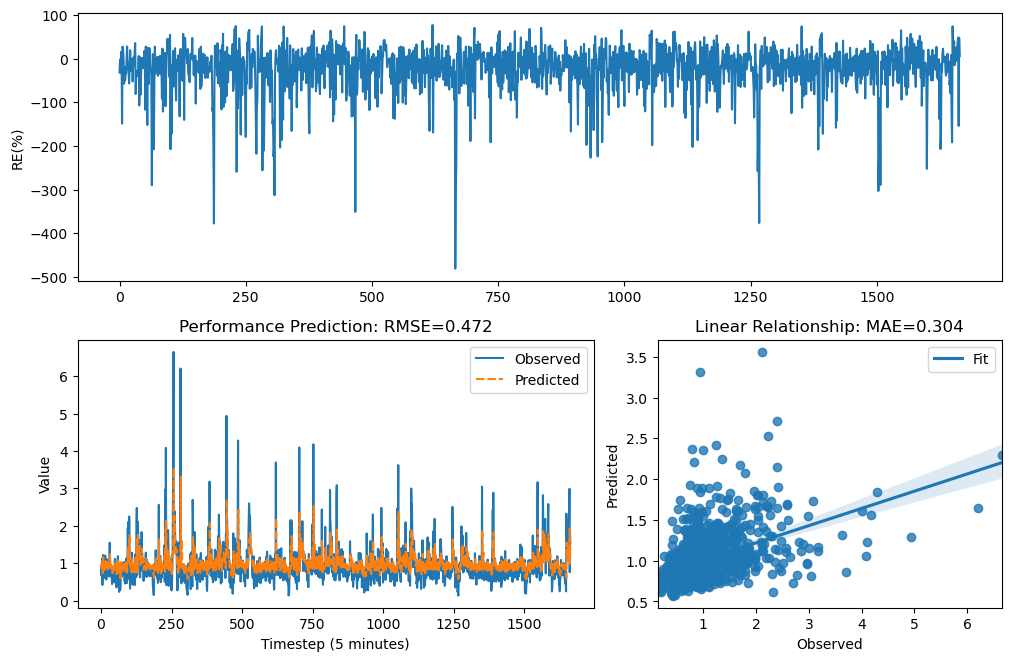 100
0
−100
−200
−300
−400
−500
RE(%)
0 250 500 750 1000 1250 1500
Performance Prediction: RMSE=0.472
Observed
Predicted
6
5
4
3
2
1
0
Value
0 250 500 750 1000 1250 1500
Timestep (5 minutes)
Linear Relationship: MAE=0.304
Fit
3.5
3.0
2.5
2.0
1.5
1.0
0.5
Predicted
1 2 3 4 5 6
Observed